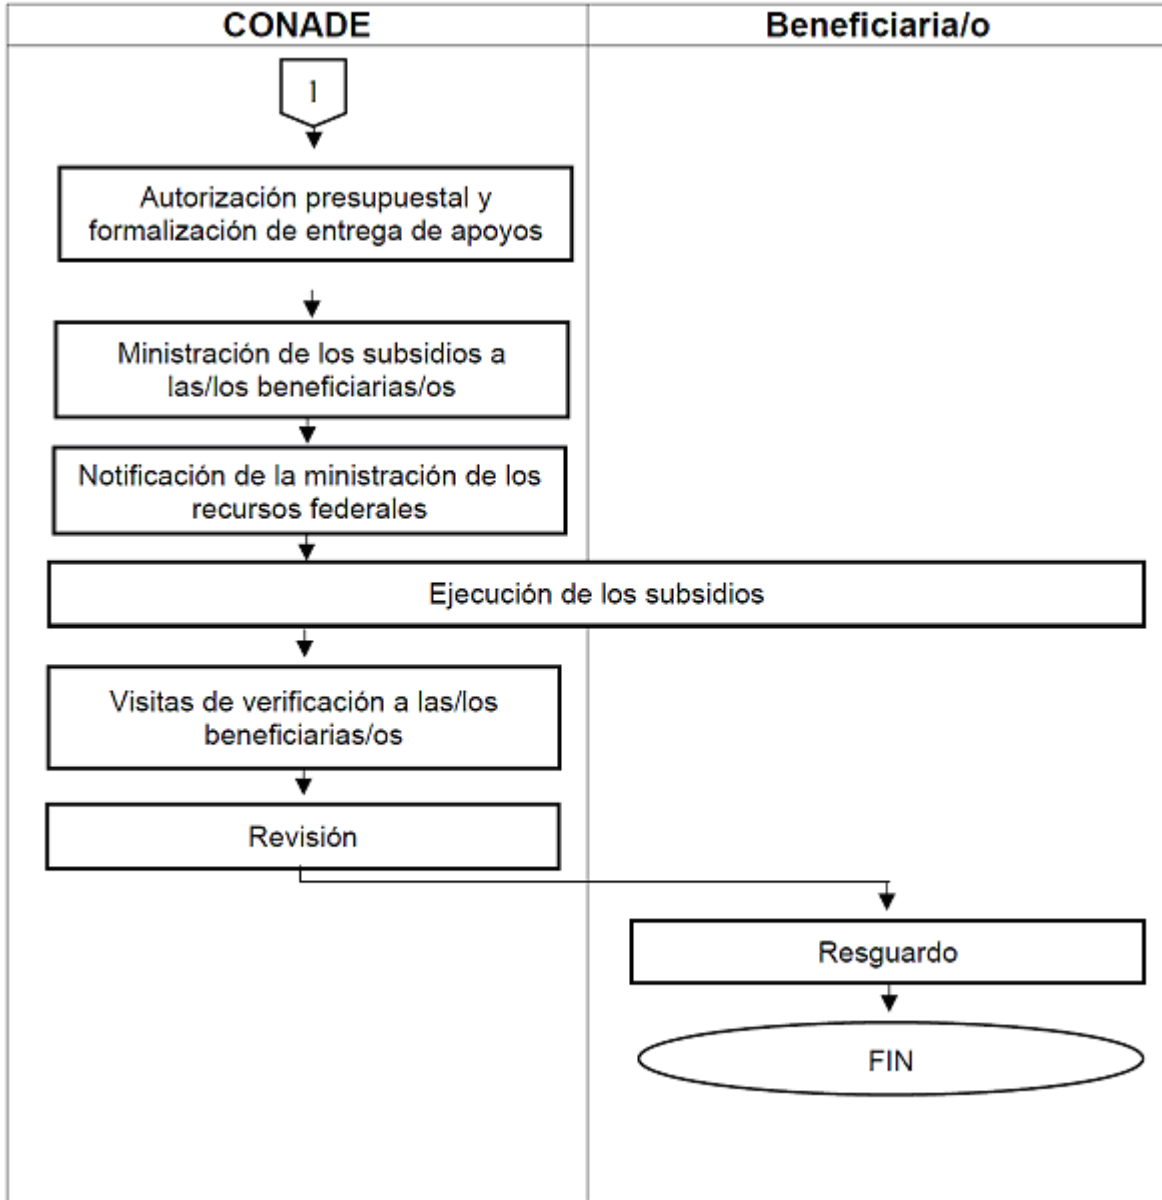 CONADE
Beneficiaria/o
1
Autorización presupuestal y
formalización de entrega de apoyos
Ministración de los subsidios a
las/los beneficiarias/os
Notificación de la ministración de los
recursos federales
Ejecución de los subsidios
Visitas de verificación a las/los
beneficiarias/os
Revisión
Resguardo
FIN